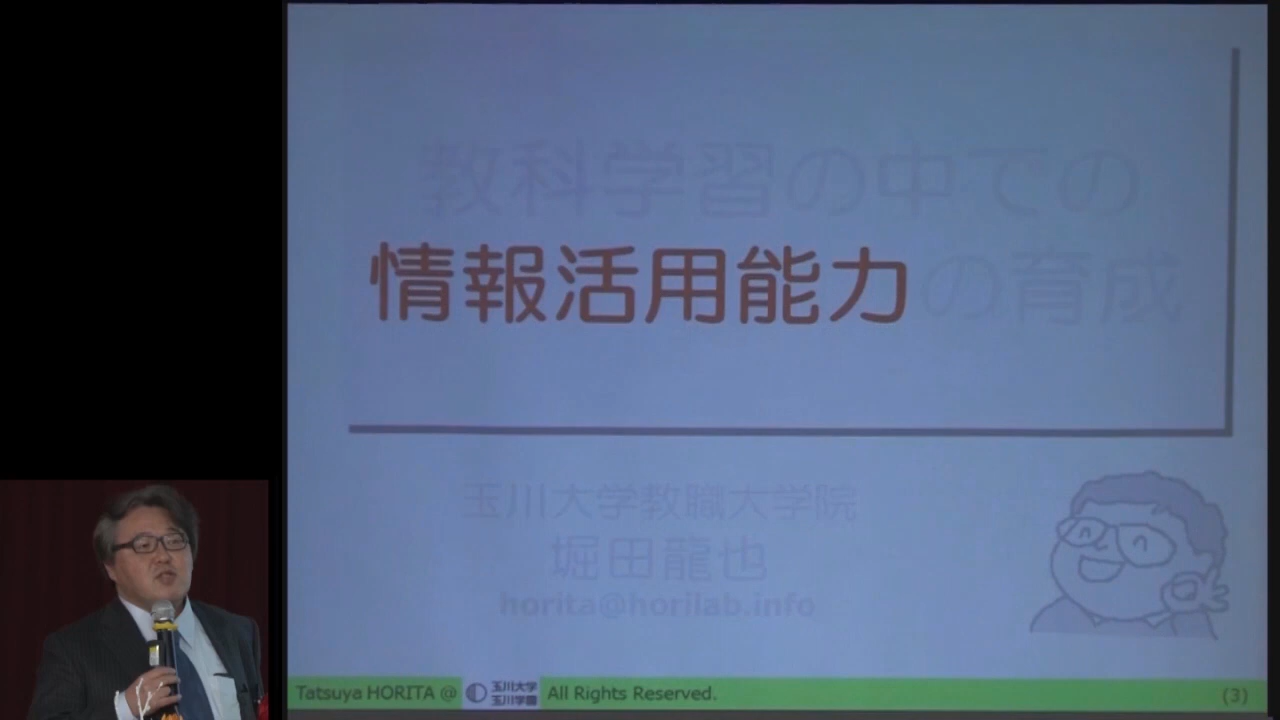 教科学習の中での
情報活用能力の育成
玉川大学教職大学院
堀田龍也
horita@horilab.info
Tatsuya HORITA @ 玉川大学 玉川学園 All Rights Reserved. (3)